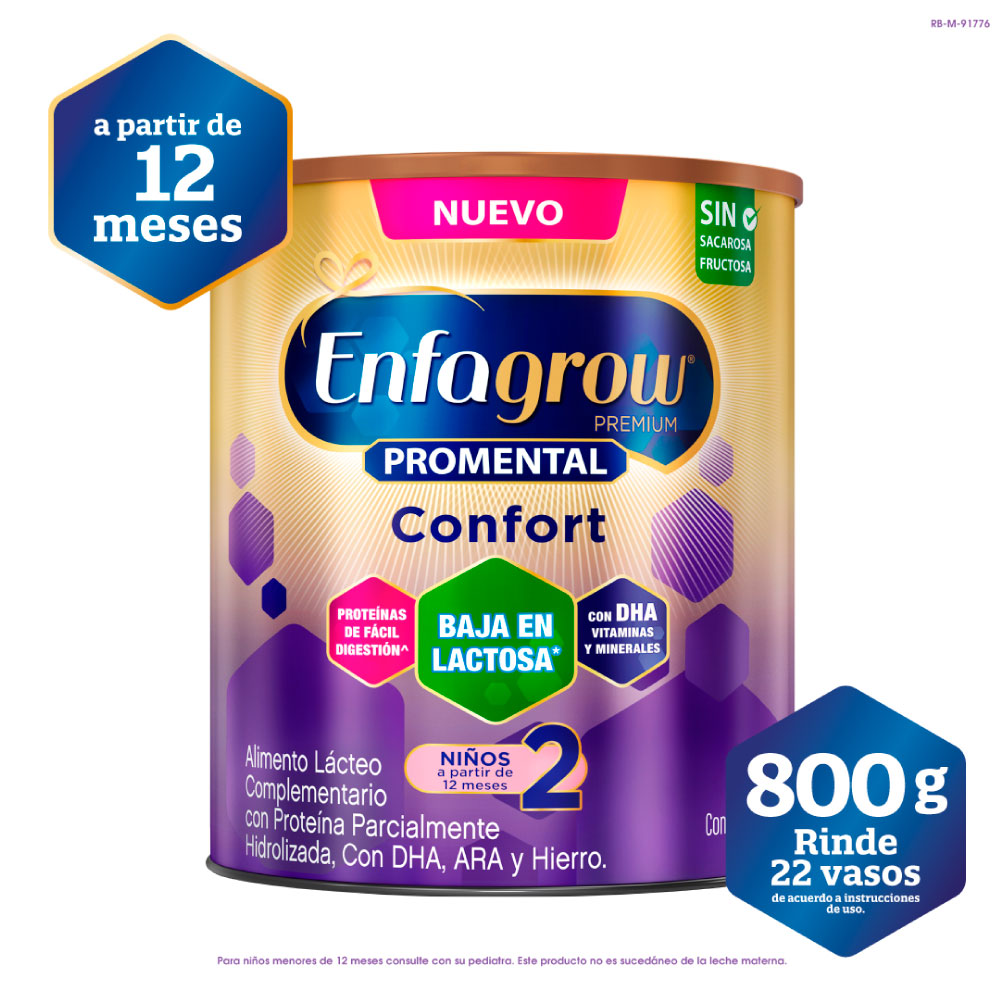 RB-M-91776
a partir de
12
meses
NUEVO
SIN
SACAROSA
FRUCTOSA
Enfagrow®
PREMIUM
PROMENTAL
Confort
PROTEÍNAS
DE FÁCIL
DIGESTIÓN^
BAJA EN
LACTOSA*
CON DHA
VITAMINAS
Y MINERALES
NIÑOS
a partir de
12 meses
2
Alimento Lácteo
Complementario
con Proteína Parcialmente
Hidrolizada, Con DHA, ARA y Hierro.
800 g
Rinde
22 vasos
de acuerdo a instrucciones
de uso.
Para niños menores de 12 meses consulte con su pediatra. Este producto no es sucedáneo de la leche materna.